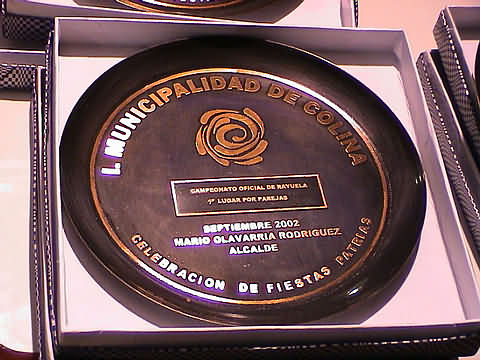 I. MUNICIPALIDAD DE COLINA
CAMPEONATO OFICIAL DE RAYUELA
1º LUGAR POR PAREJAS
SEPTIEMBRE 2002
MARIO OLAVARRIA RODRIGUEZ
ALCALDE
CELEBRACION DE FIESTAS PATRIAS